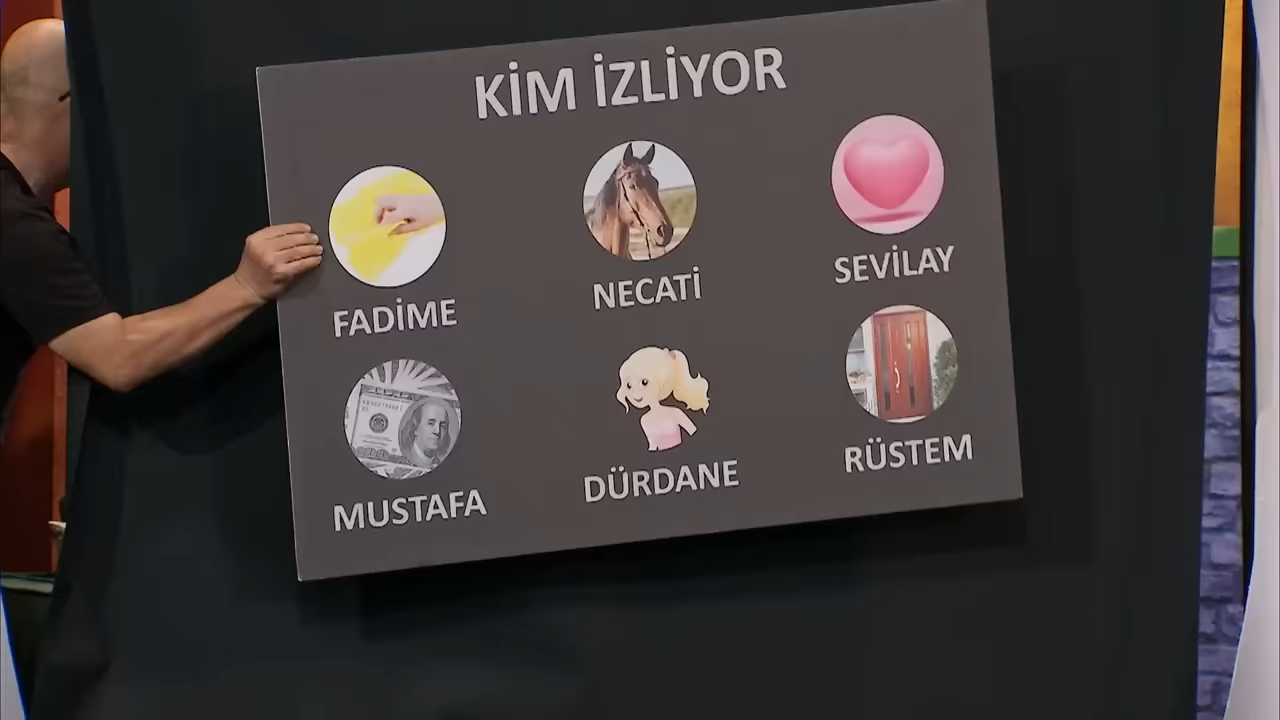 KİM İZLİYOR
FADİME
NECATİ
SEVİLAY
MUSTAFA
DÜRDANE
RÜSTEM